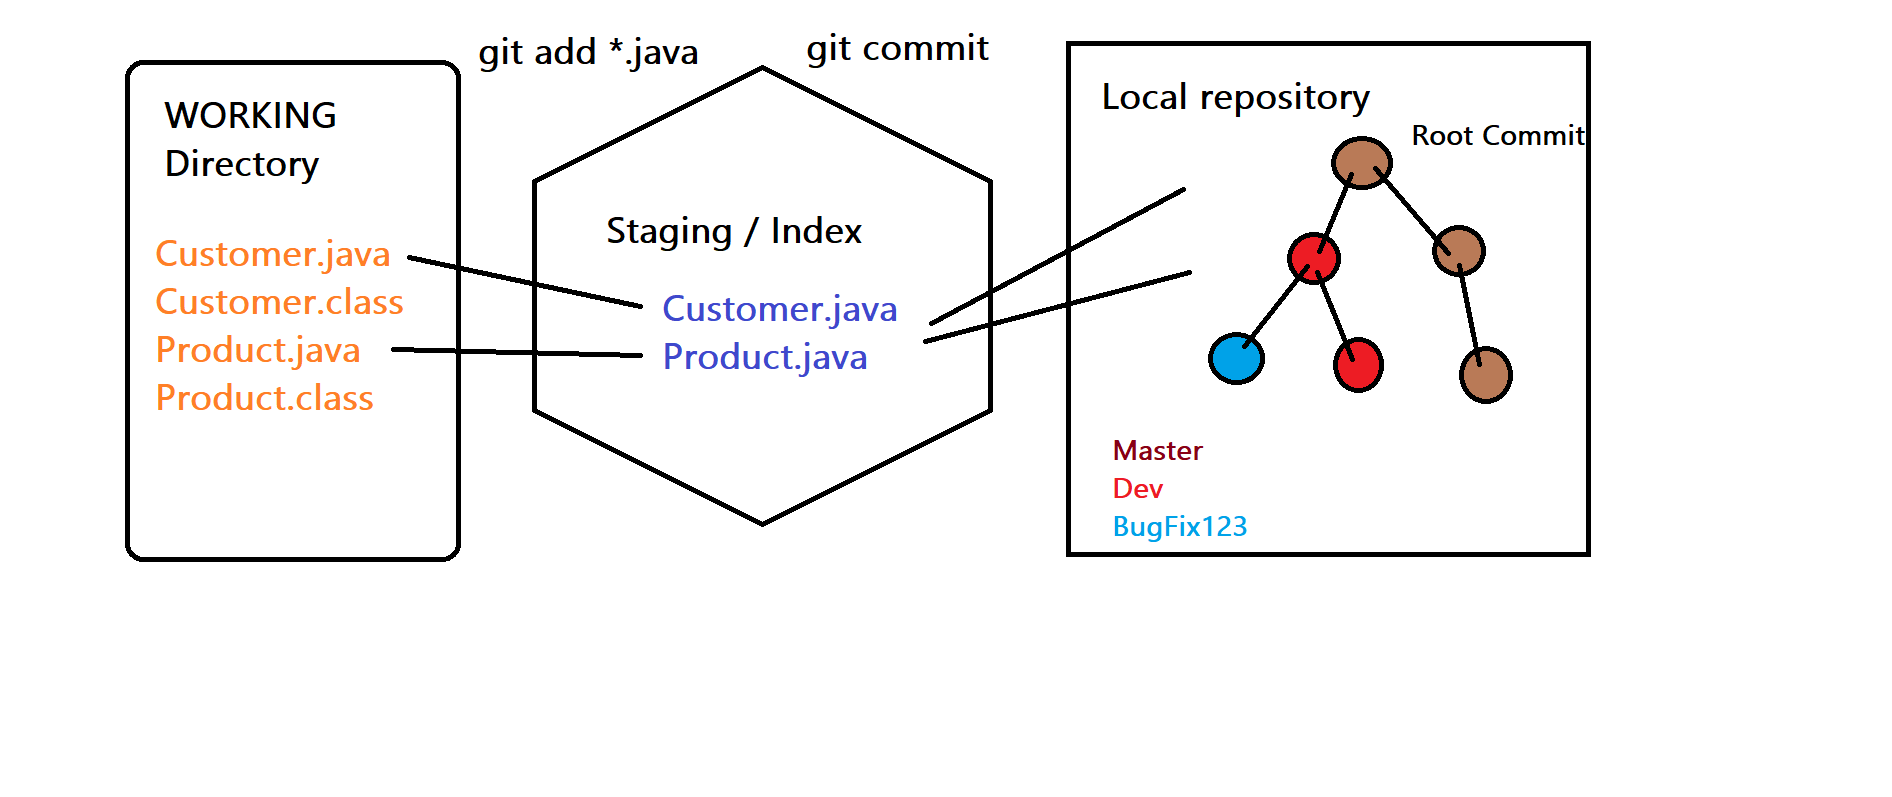 git add *.java
git commit
WORKING
Directory
Customer.java
Customer.class
Product.java
Product.class
Staging / Index
Customer.java
Product.java
Local repository
Root Commit
Master
Dev
BugFix123